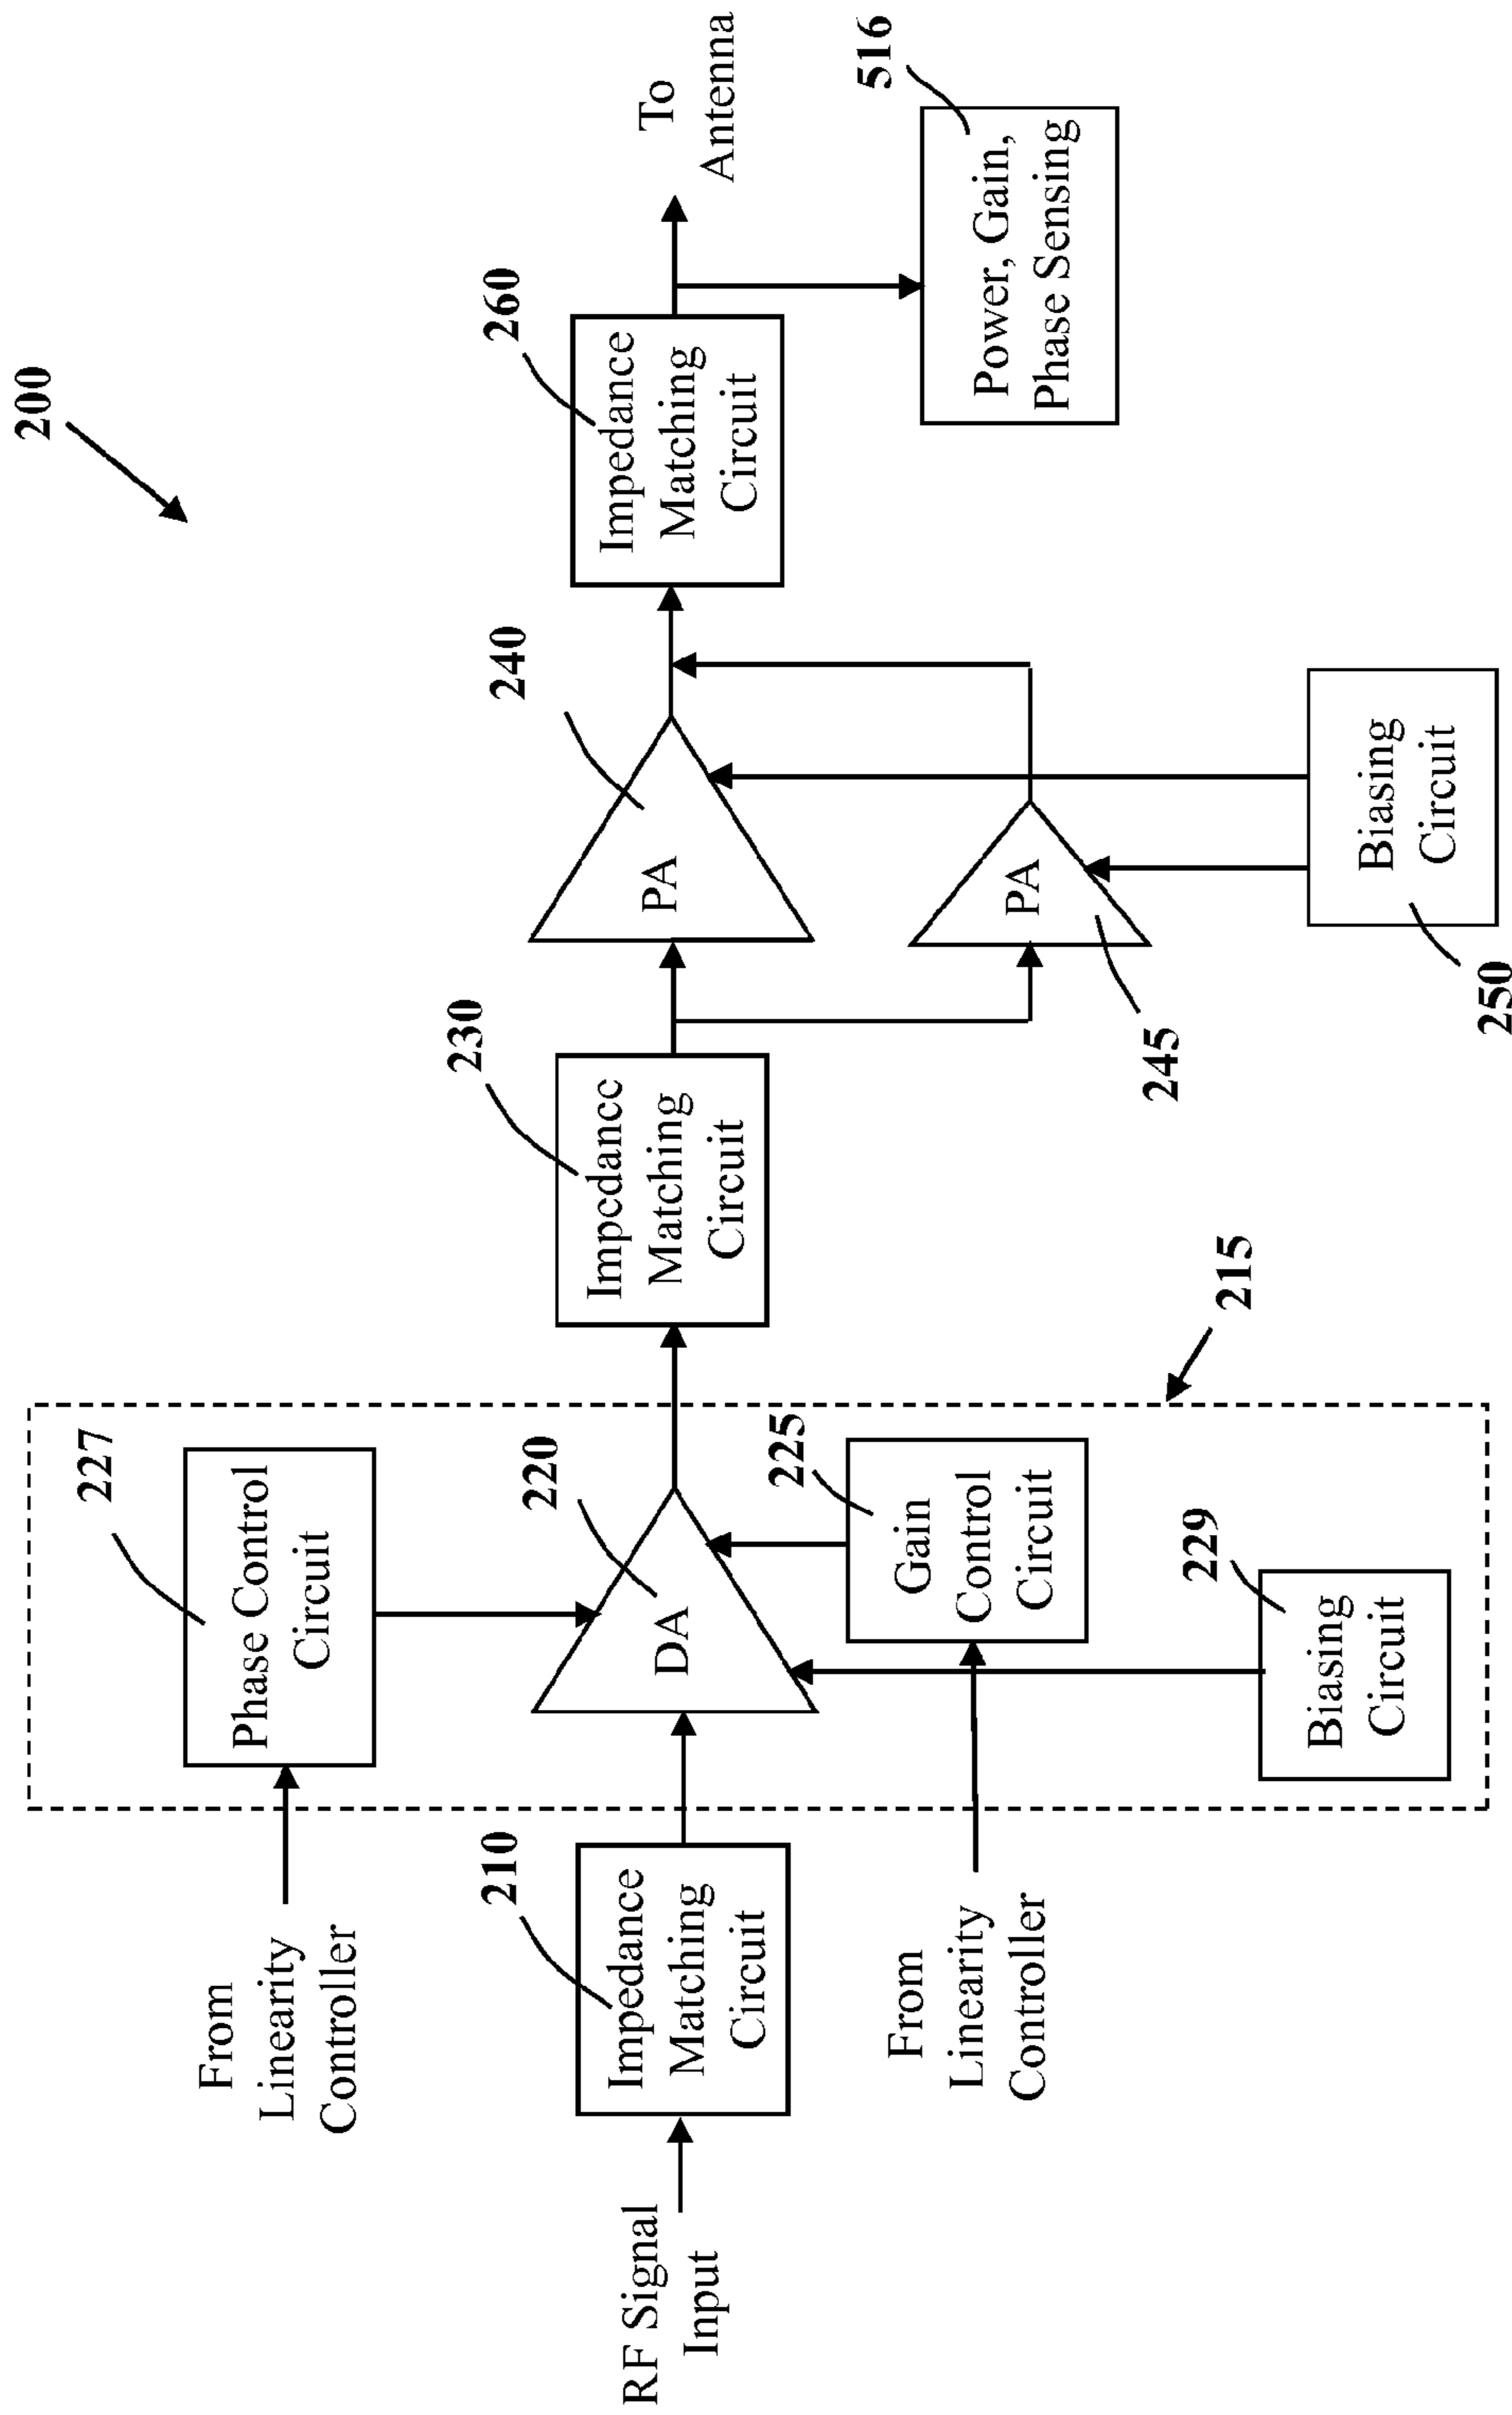 200
From
Linearity
Controller
227
Phase Control
Circuit
RF Signal
Input
210
Impedance
Matching
Circuit
220
DA
From
Linearity
Controller
225
Gain
Control
Circuit
229
Biasing
Circuit
215
230
Impedance
Matching
Circuit
240
PA
245
PA
250
Biasing
Circuit
260
Impedance
Matching
Circuit
To
Antenna
516
Power, Gain,
Phase Sensing